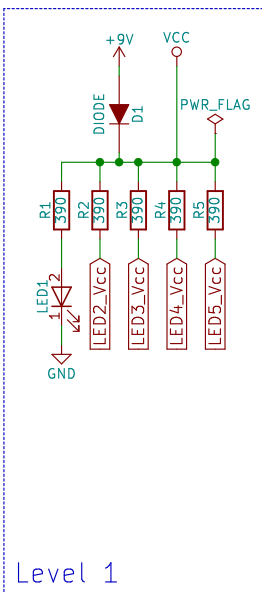 +9V
VCC
PWR_FLAG
DIODE
D1
R1
390
R2
390
R3
390
R4
390
R5
390
LED1
2
1
LED2_Vcc
LED3_Vcc
LED4_Vcc
LED5_Vcc
GND
Level 1